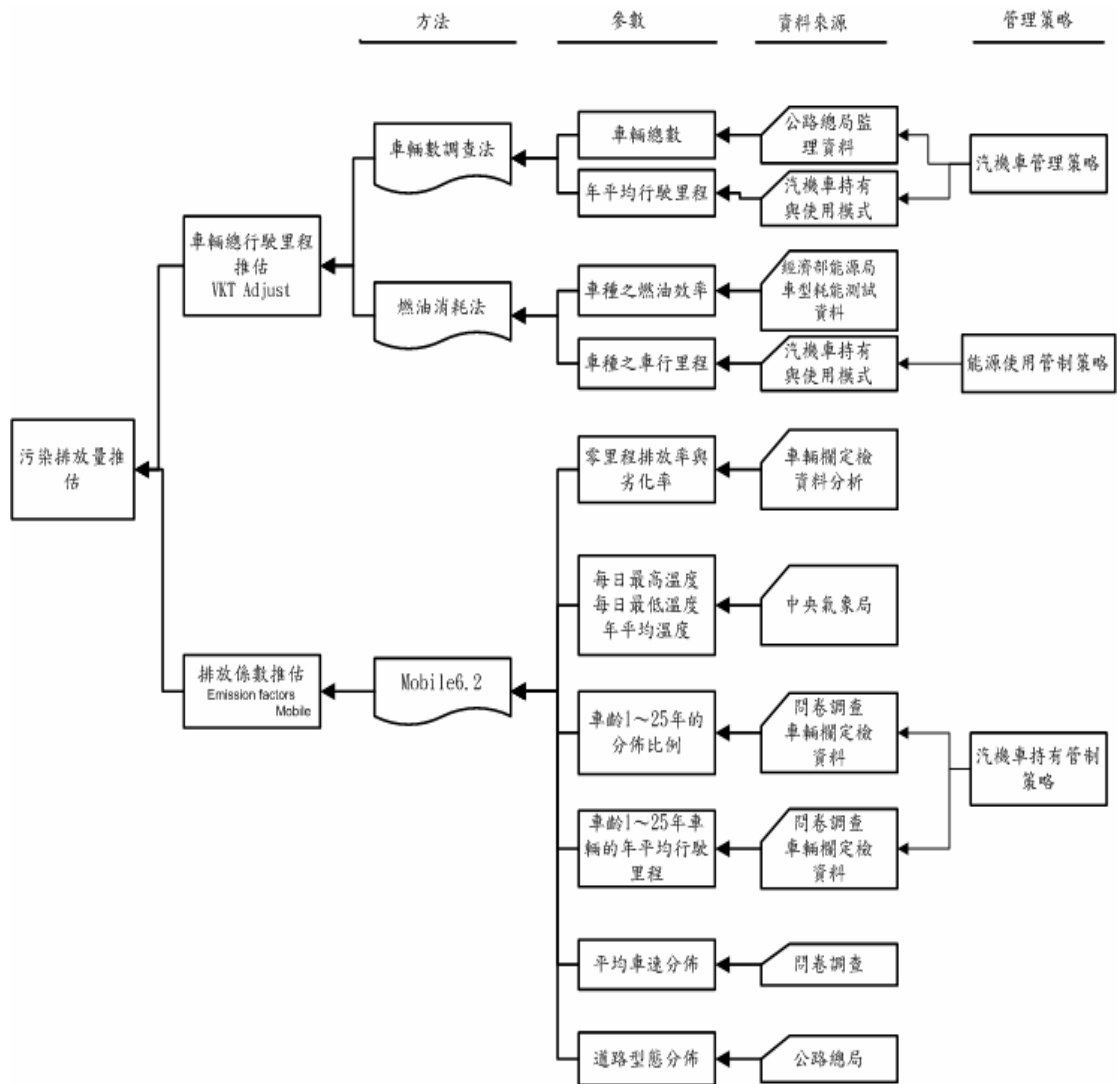 方法
參數
資料來源
管理策略
車輛數調查法
車輛總數
公路總局監
理資料
汽機車管理策略
年平均行駛里程
汽機車持有
與使用模式
車輛總行駛里程
推估
VKT Adjust
燃油消耗法
車種之燃油效率
經濟部能源局
車型耗能測試
資料
車種之車行里程
汽機車持有
與使用模式
能源使用管制策略
污染排放量推
估
零里程排放率與
劣化率
車輛攔定檢
資料分析
每日最高溫度
每日最低溫度
年平均溫度
中央氣象局
排放係數推估
Emission factors
Mobile
Mobile6.2
車齡1～25年的
分佈比例
問卷調查
車輛攔定檢
資料
汽機車持有管制
策略
車齡1～25年車
輛的年平均行駛
里程
問卷調查
車輛攔定檢
資料
平均車速分佈
問卷調查
道路型態分佈
公路總局